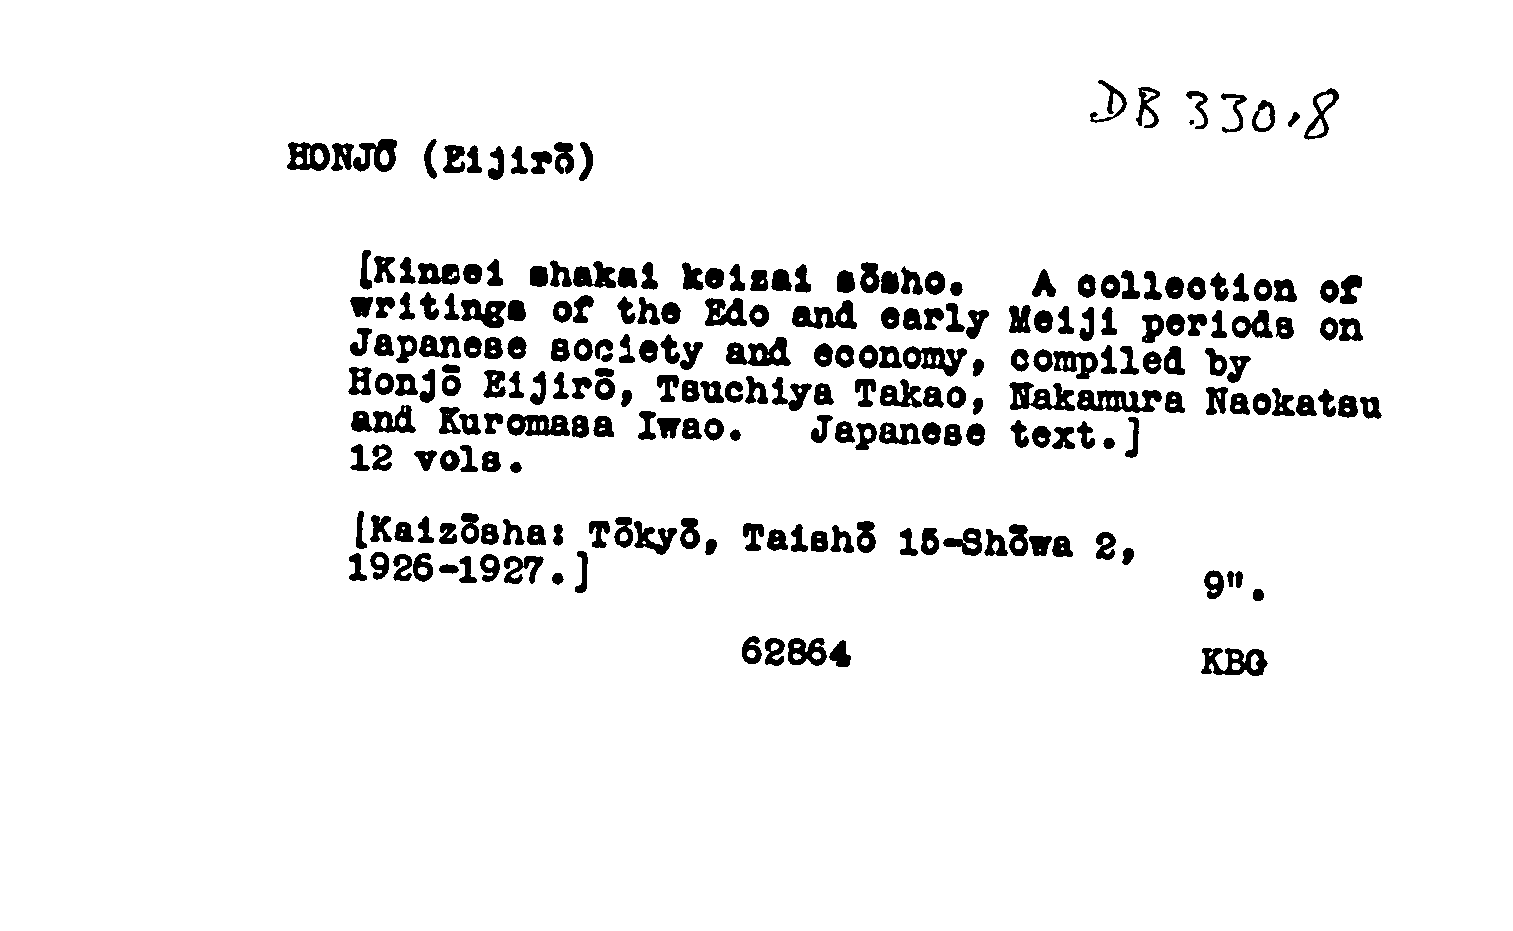 DB 330.8
HONJŌ (Eijirō)
[Kinsei shakai keizai sōsho. A collection of
writings of the Edo and early Meiji periods on
Japanese society and economy, compiled by
Honjō Eijirō, Tsuchiya Takao, Nakamura Naokatsu
and Kuromasa Iwao. Japanese text.]
12 vols.
[Kaizōsha: Tōkyō, Taishō 15-Shōwa 2,
1926-1927.]
9".
62864 KBG